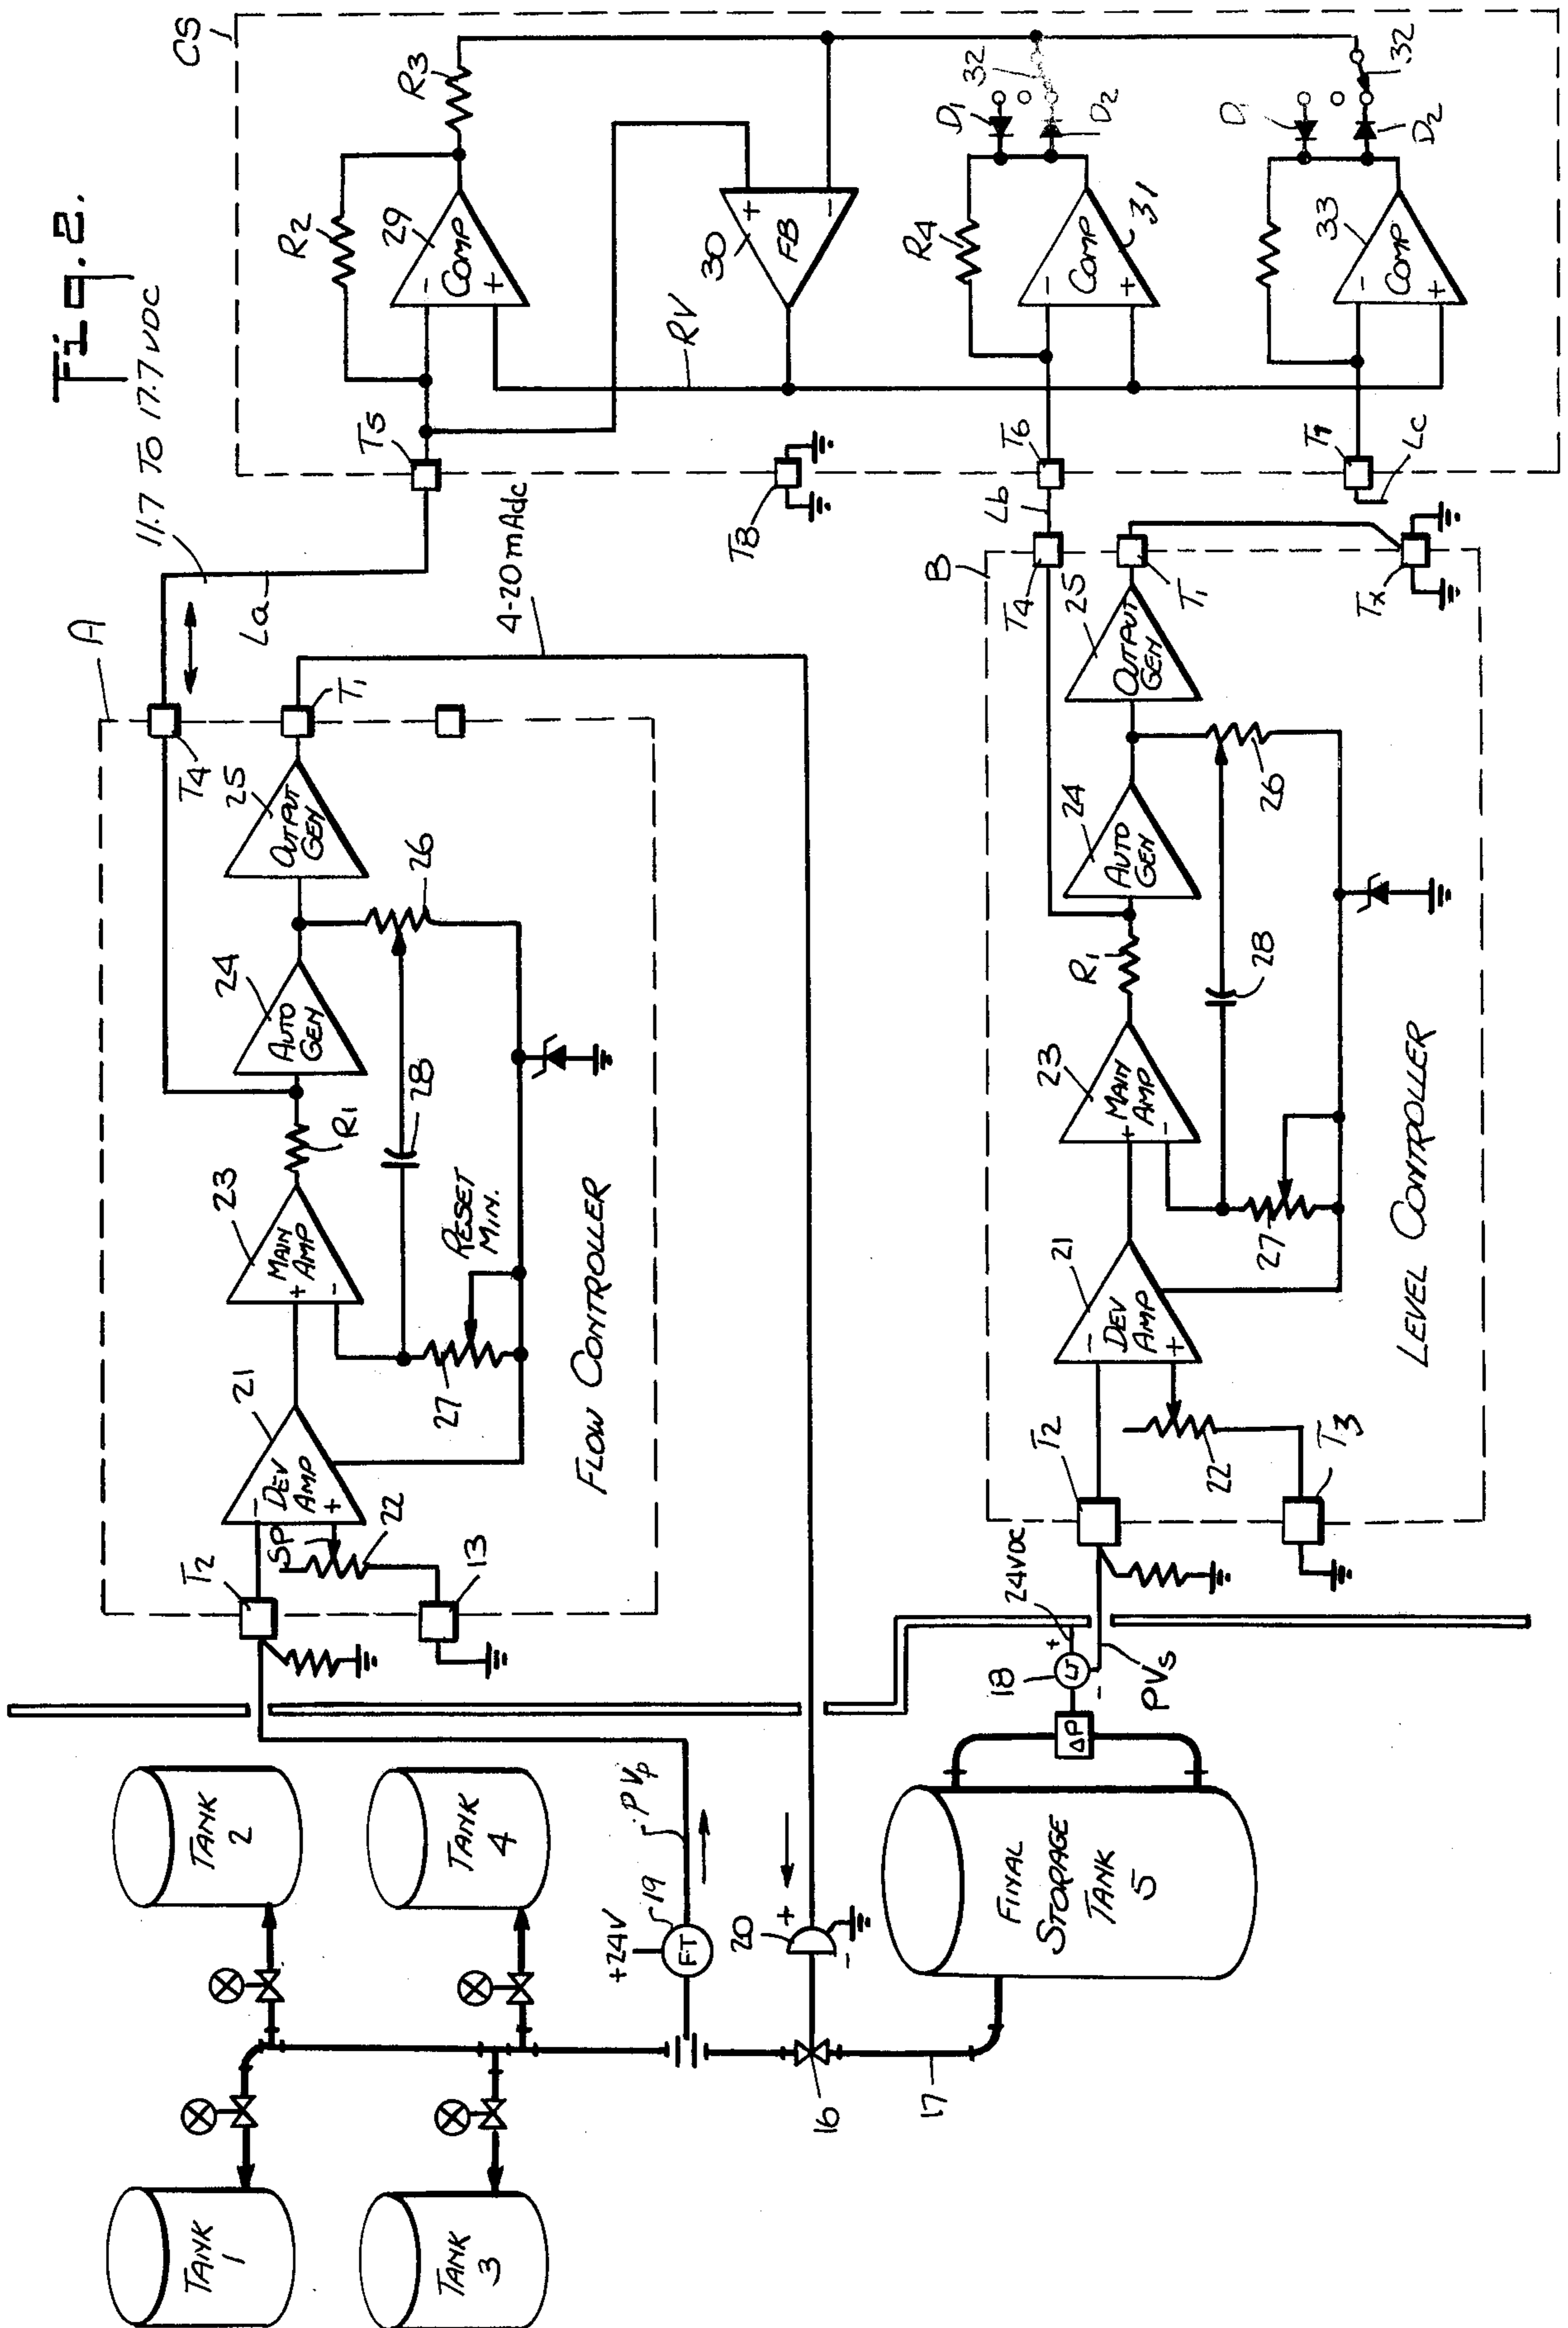 Fig. 2.
11.7 TO 17.7 VDC
CS
R3
R2
29
COMP
-
+
T5
La
A
T4
T1
25
OUTPUT
GEN
24
AUTO
GEN
26
R1
23
MAIN
AMP
+
-
28
RESET
MIN.
27
21
DEV
AMP
-
+
SP
22
T2
13
FLOW CONTROLLER
4-20mAdc
RV
30
FB
+
-
T8
D1
32
D2
R4
COMP
-
+
31
T6
Lb
D1
32
D2
33
COMP
-
+
T9
Lc
B
T4
25
OUTPUT
GEN
T1
Tx
24
AUTO
GEN
26
R1
23
MAIN
AMP
+
-
28
27
21
DEV
AMP
-
+
T2
22
T3
LEVEL CONTROLLER
24VDC
+
18
LT
-
PVs
ΔP
TANK
2
TANK
4
TANK
1
TANK
3
PVp
19
+24V
FT
20
+
-
16
17
FINAL
STORAGE
TANK
5